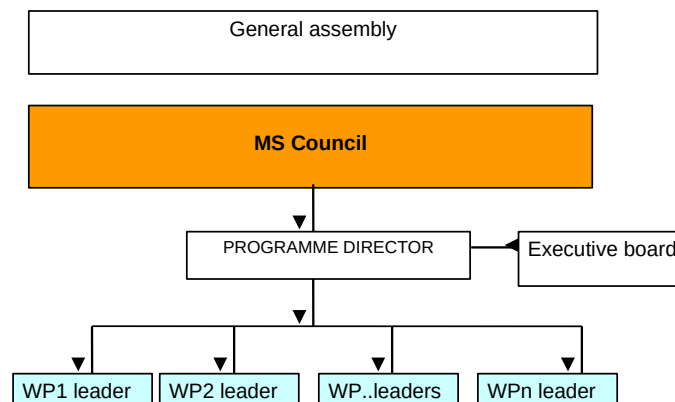 General assembly
MS Council
PROGRAMME DIRECTOR
Executive board
WP1 leader
WP2 leader
WP..leaders
WPn leader